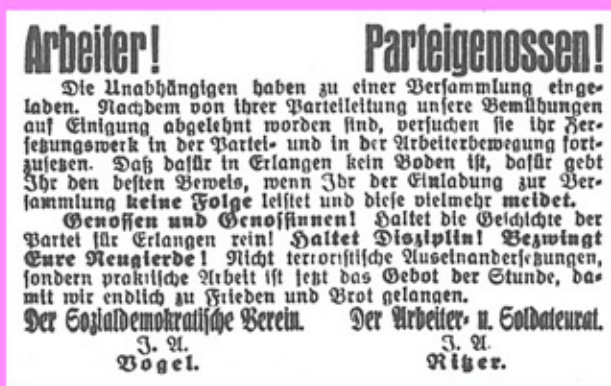 Arbeiter! Parteigenossen!
Die Unabhängigen haben zu einer Versammlung einge-
laden. Nachdem von ihrer Parteileitung unsere Bemühungen
auf Einigung abgelehnt worden sind, versuchen sie ihr Zer-
setzungswerk in der Partei- und in der Arbeiterbewegung fort-
zusetzen. Daß dafür in Erlangen kein Boden ist, dafür gebt
Ihr den besten Beweis, wenn Ihr der Einladung zur Ver-
sammlung keine Folge leistet und diese vielmehr meidet.
Genossen und Genossinnen! Haltet die Geschichte der
Partei für Erlangen rein! Haltet Disziplin! Bezwingt
Eure Neugierde! Nicht terroristische Auseinandersetzungen,
sondern praktische Arbeit ist jetzt das Gebot der Stunde, da-
mit wir endlich zu Frieden und Brot gelangen.
Der Sozialdemokratische Verein. Der Arbeiter- u. Soldatenrat.
J. A. J. A.
Vogel. Ritzer.